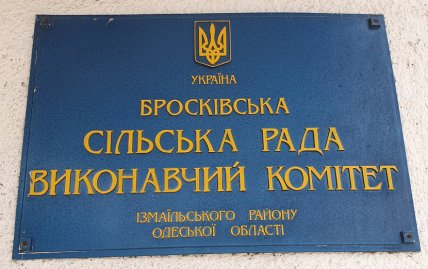 УКРАЇНА
БРОСКІВСЬКА
СІЛЬСЬКА РАДА
ВИКОНАВЧИЙ КОМІТЕТ
ІЗМАЇЛЬСЬКОГО РАЙОНУ
ОДЕСЬКОЇ ОБЛАСТІ